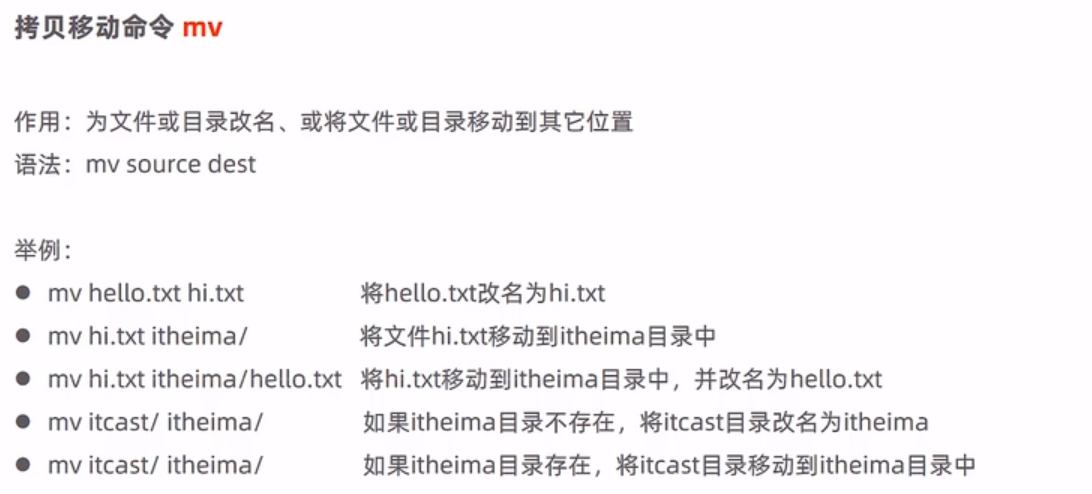 拷贝移动命令 mv
作用：为文件或目录改名、或将文件或目录移动到其它位置
语法：mv source dest
举例：
● mv hello.txt hi.txt 将hello.txt改名为hi.txt
● mv hi.txt itheima/ 将文件hi.txt移动到itheima目录中
● mv hi.txt itheima/hello.txt 将hi.txt移动到itheima目录中，并改名为hello.txt
● mv itcast/ itheima/ 如果itheima目录不存在，将itcast目录改名为itheima
● mv itcast/ itheima/ 如果itheima目录存在，将itcast目录移动到itheima目录中